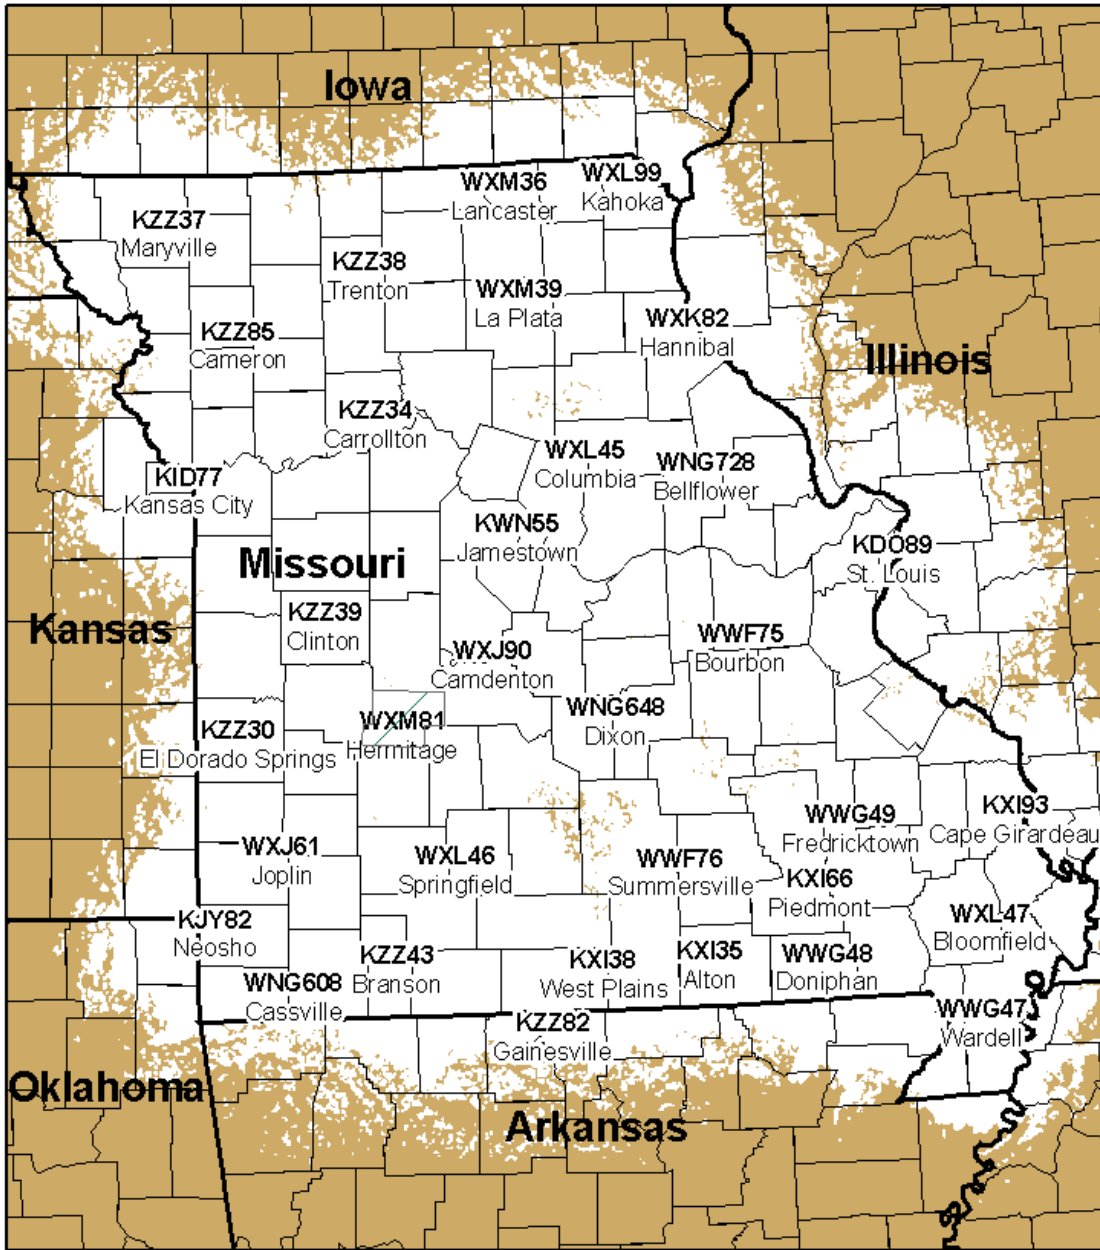 Iowa
WXM36
Lancaster
WXL99
Kahoka
KZZ37
Maryville
KZZ38
Trenton
WXM39
La Plata
KZZ85
Cameron
WXK82
Hannibal
Illinois
KZZ34
Carrollton
WXL45
Columbia
WNG728
Bellflower
KID77
Kansas City
KWN55
Jamestown
Missouri
KDO89
St. Louis
Kansas
KZZ39
Clinton
WXJ90
Camdenton
WWF75
Bourbon
KZZ30
El Dorado Springs
WXM81
Hermitage
WNG648
Dixon
WWG49
Fredricktown
KXI93
Cape Girardeau
WXJ61
Joplin
WXL46
Springfield
WWF76
Summersville
KXI66
Piedmont
KJY82
Neosho
WXL47
Bloomfield
WNG608
Cassville
KZZ43
Branson
KXI38
West Plains
KXI35
Alton
WWG48
Doniphan
KZZ82
Gainesville
WWG47
Wardell
Oklahoma
Arkansas